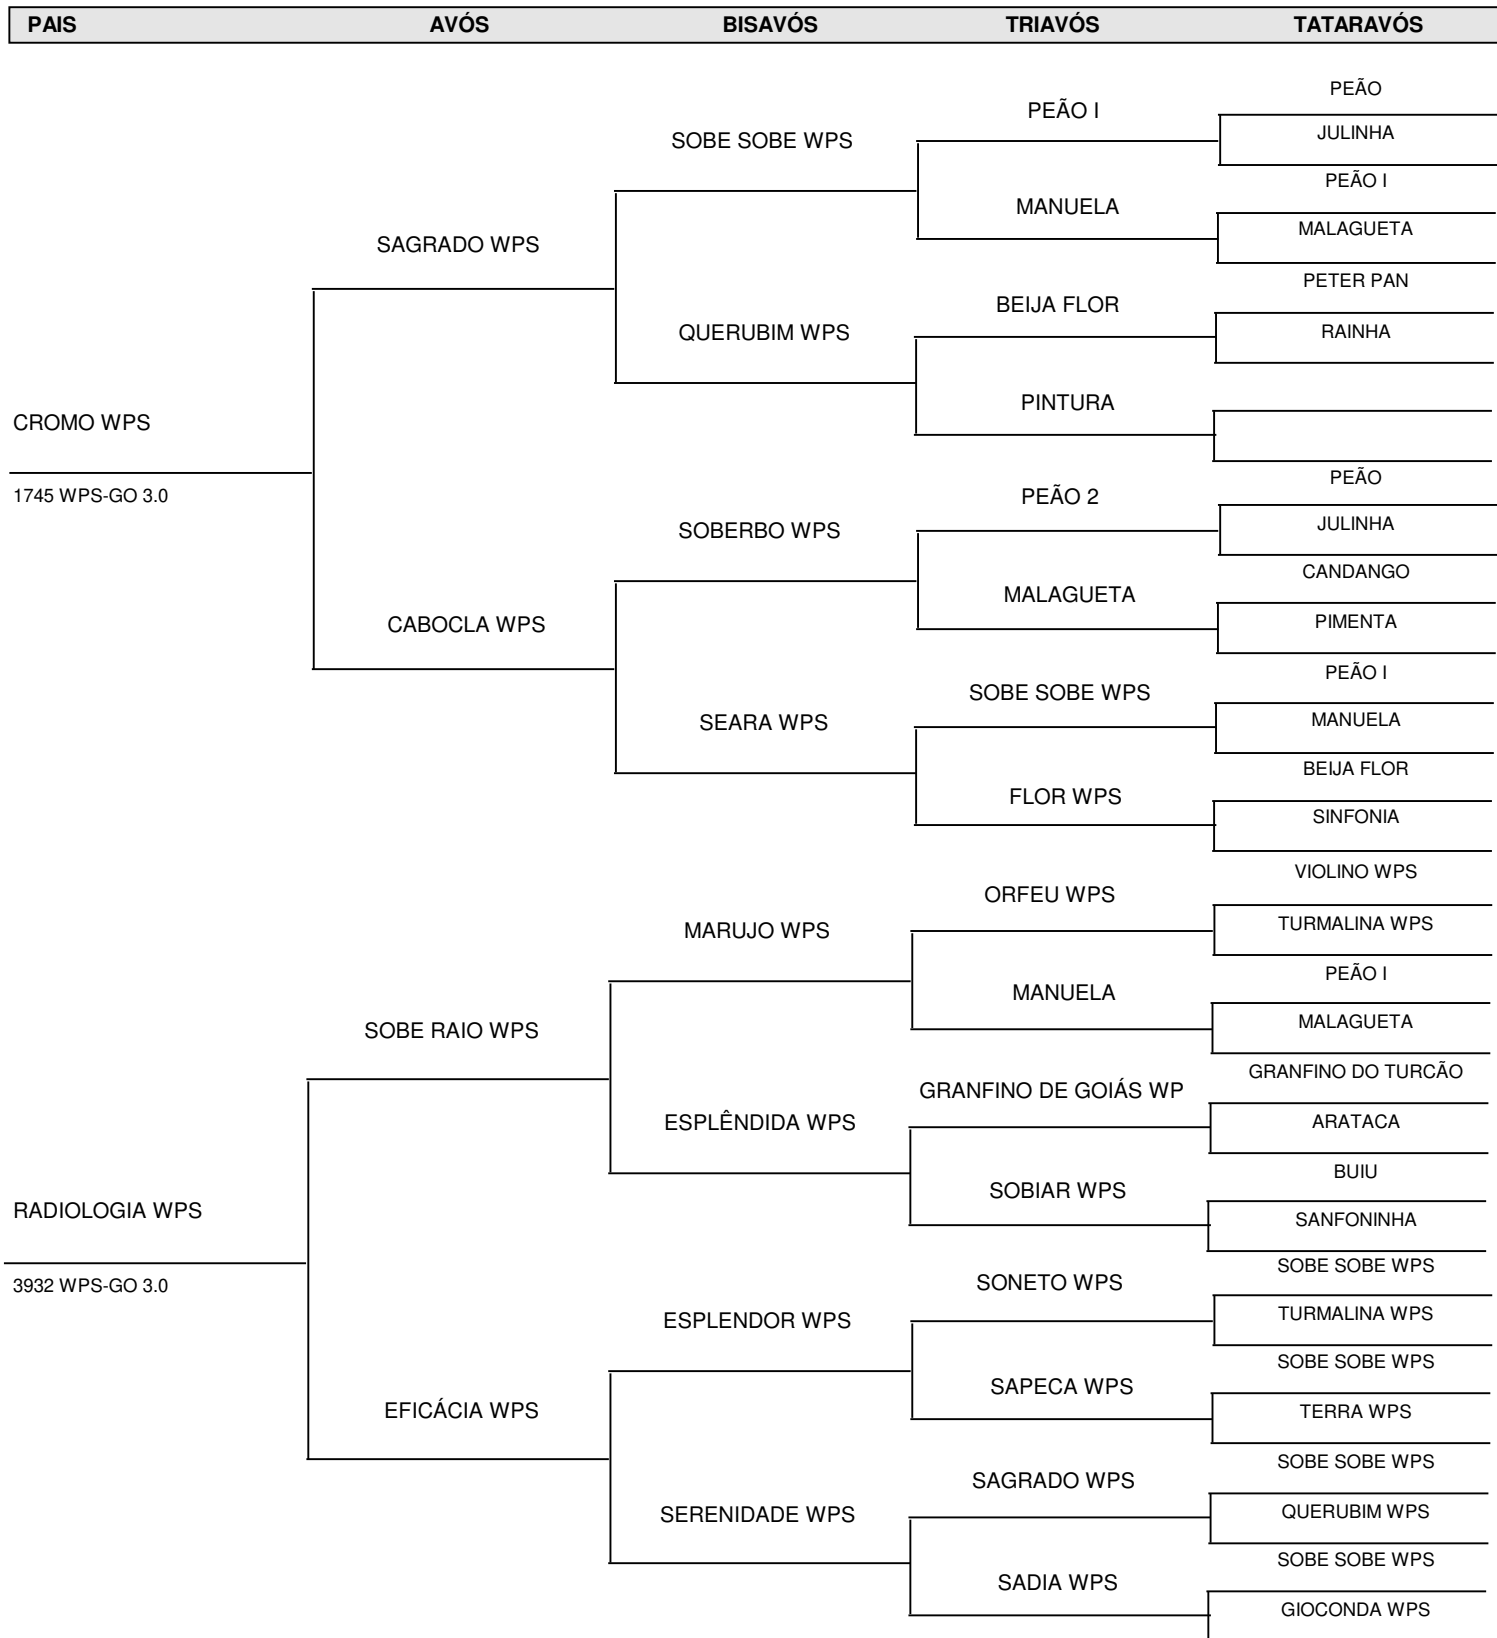 PAIS AVÓS BISAVÓS TRIAVÓS TATARAVÓS
PEÃO
PEÃO I
JULINHA
SOBE SOBE WPS
PEÃO I
MANUELA
MALAGUETA
SAGRADO WPS
PETER PAN
BEIJA FLOR
QUERUBIM WPS
RAINHA
PINTURA
CROMO WPS
PEÃO
1745 WPS-GO 3.0
PEÃO 2
JULINHA
SOBERBO WPS
CANDANGO
MALAGUETA
CABOCLA WPS
PIMENTA
PEÃO I
SOBE SOBE WPS
SEARA WPS
MANUELA
BEIJA FLOR
FLOR WPS
SINFONIA
VIOLINO WPS
ORFEU WPS
MARUJO WPS
TURMALINA WPS
PEÃO I
MANUELA
MALAGUETA
SOBE RAIO WPS
GRANFINO DO TURCÃO
GRANFINO DE GOIÁS WP
ESPLÊNDIDA WPS
ARATACA
BUIU
SOBIAR WPS
RADIOLOGIA WPS
SANFONINHA
SOBE SOBE WPS
3932 WPS-GO 3.0
SONETO WPS
ESPLENDOR WPS
TURMALINA WPS
SOBE SOBE WPS
SAPECA WPS
EFICÁCIA WPS
TERRA WPS
SOBE SOBE WPS
SAGRADO WPS
SERENIDADE WPS
QUERUBIM WPS
SOBE SOBE WPS
SADIA WPS
GIOCONDA WPS